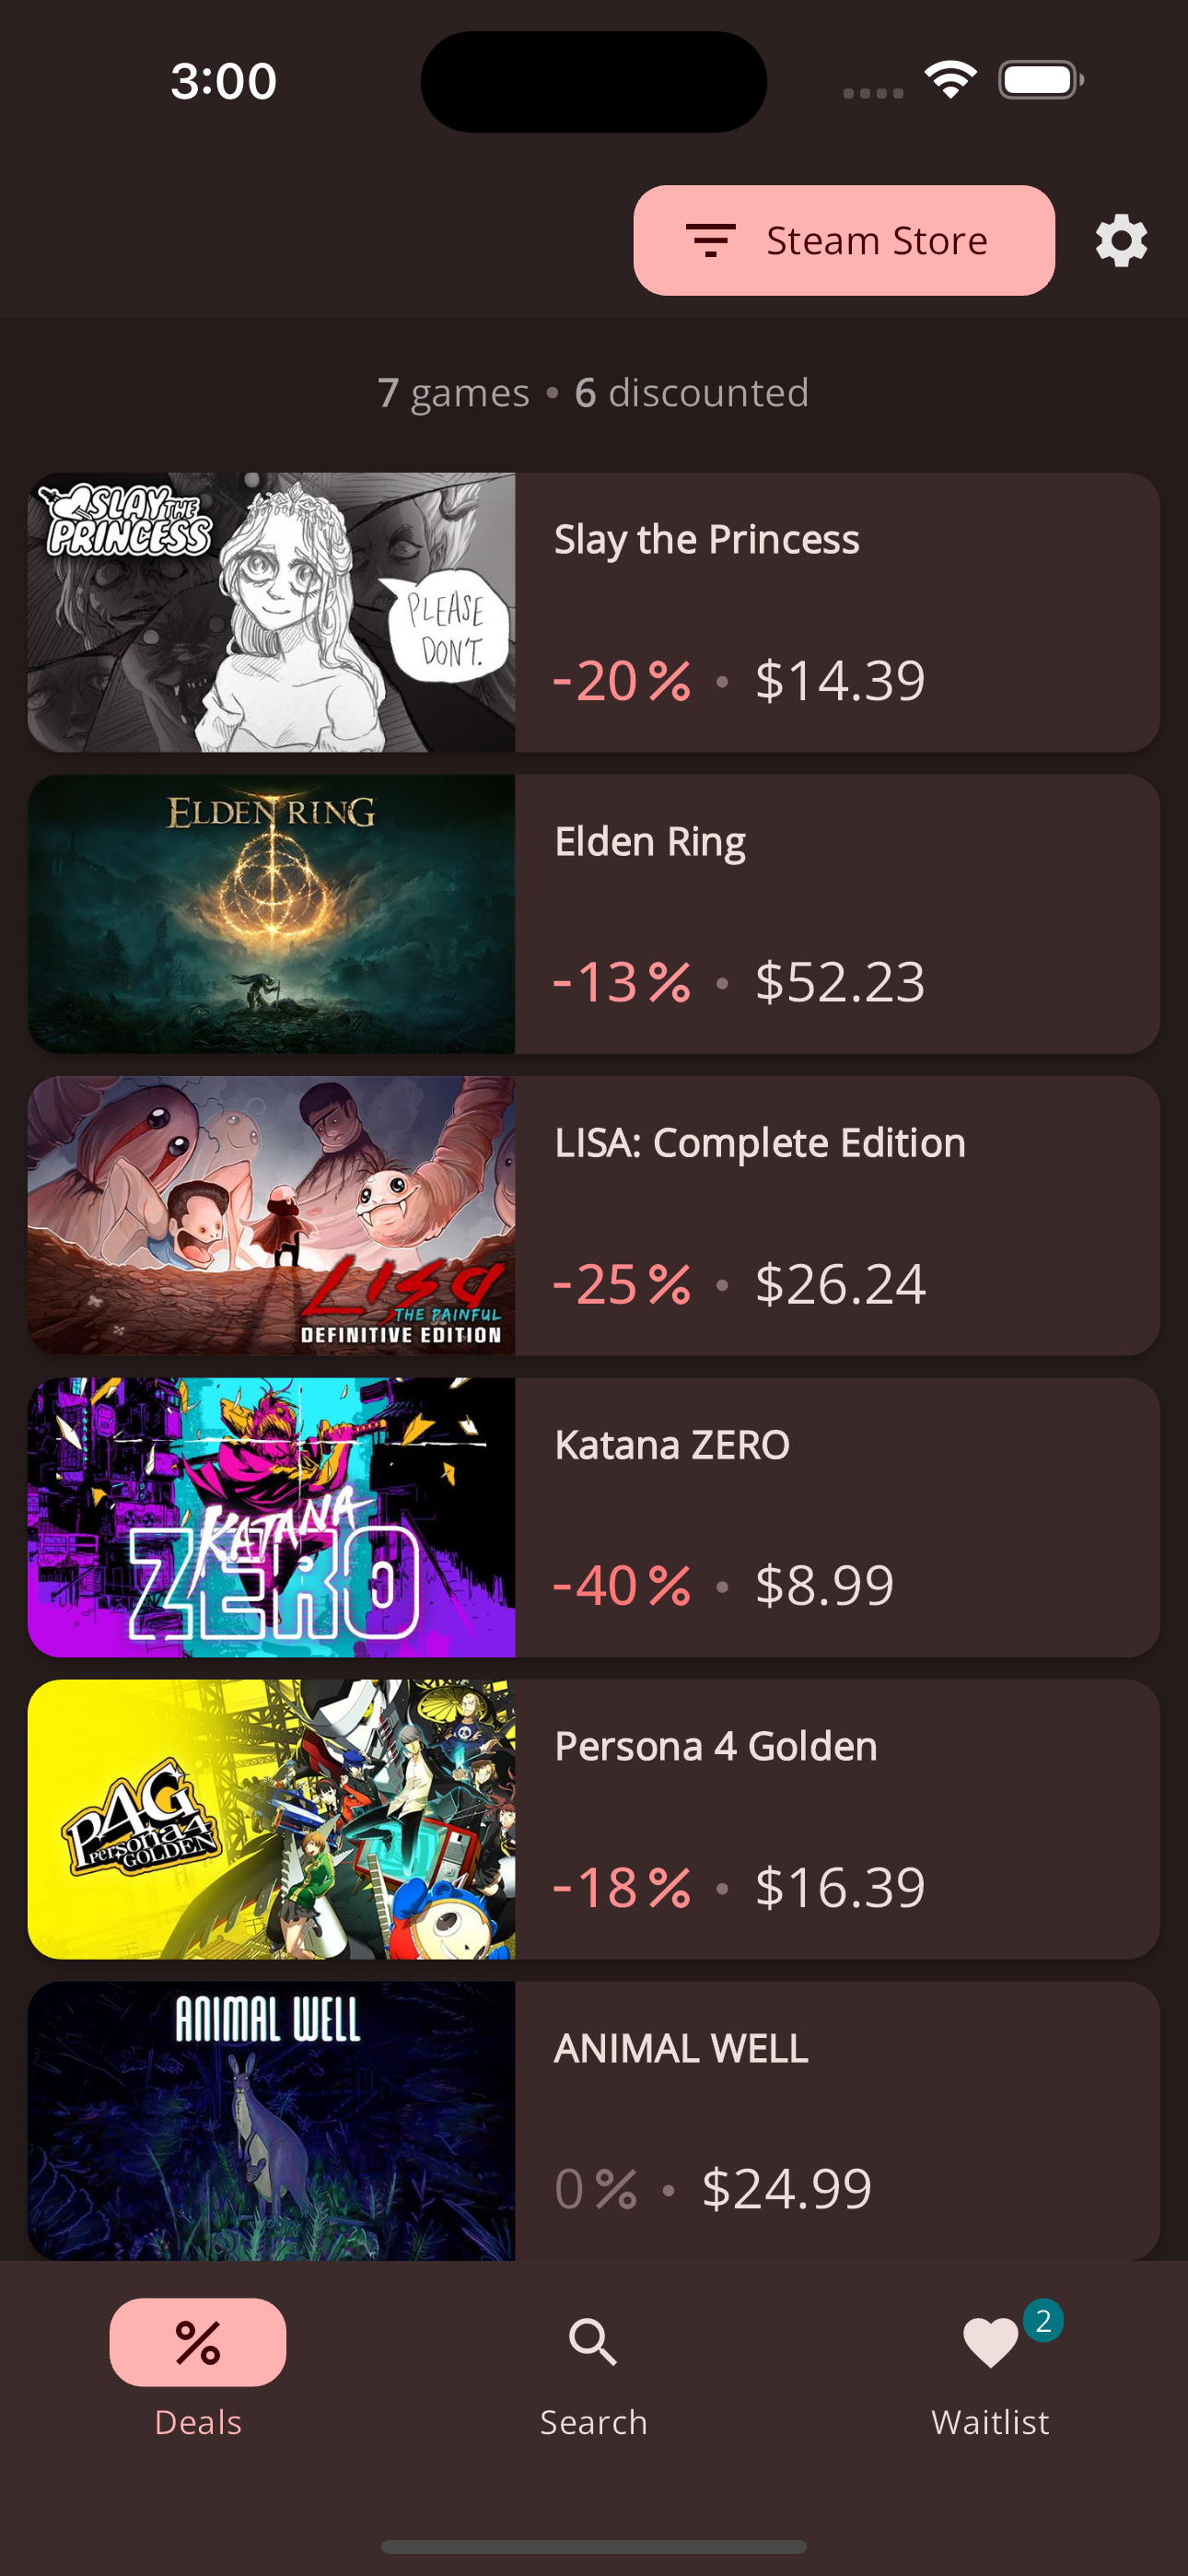 3:00
Steam Store
7 games • 6 discounted
SLAY THE
PRINCESS
PLEASE
DON'T.
Slay the Princess
-20% • $14.39
ELDEN RING
Elden Ring
-13% • $52.23
LISA
THE PAINFUL
DEFINITIVE EDITION
LISA: Complete Edition
-25% • $26.24
KATANA
ZERO
Katana ZERO
-40% • $8.99
P4G
Persona4
GOLDEN
Persona 4 Golden
-18% • $16.39
ANIMAL WELL
ANIMAL WELL
0% • $24.99
%
2
Deals
Search
Waitlist